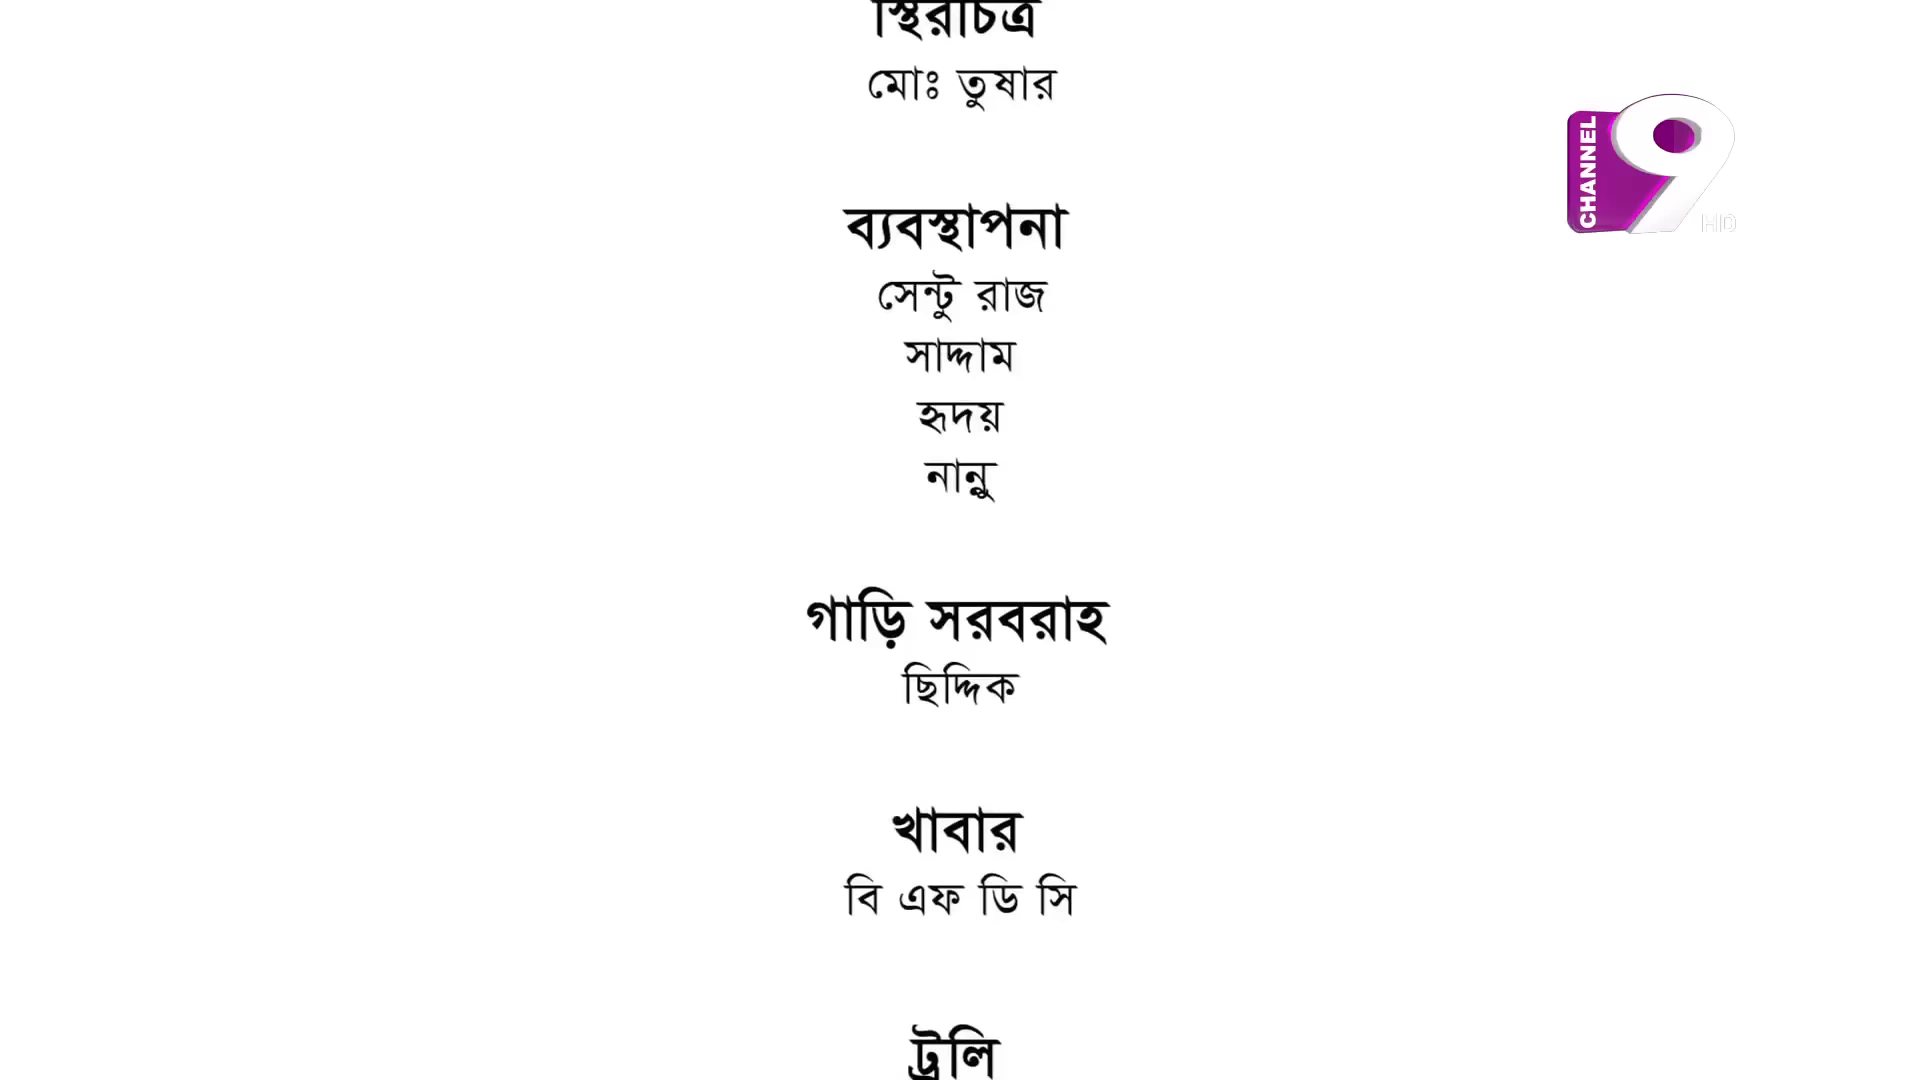 স্থিরচিত্র
মোঃ তুষার
CHANNEL 9
HD
ব্যবস্থাপনা
সেন্টু রাজ
সাদ্দাম
হৃদয়
নান্নু
গাড়ি সরবরাহ
ছিদ্দিক
খাবার
বি এফ ডি সি
ট্রলি